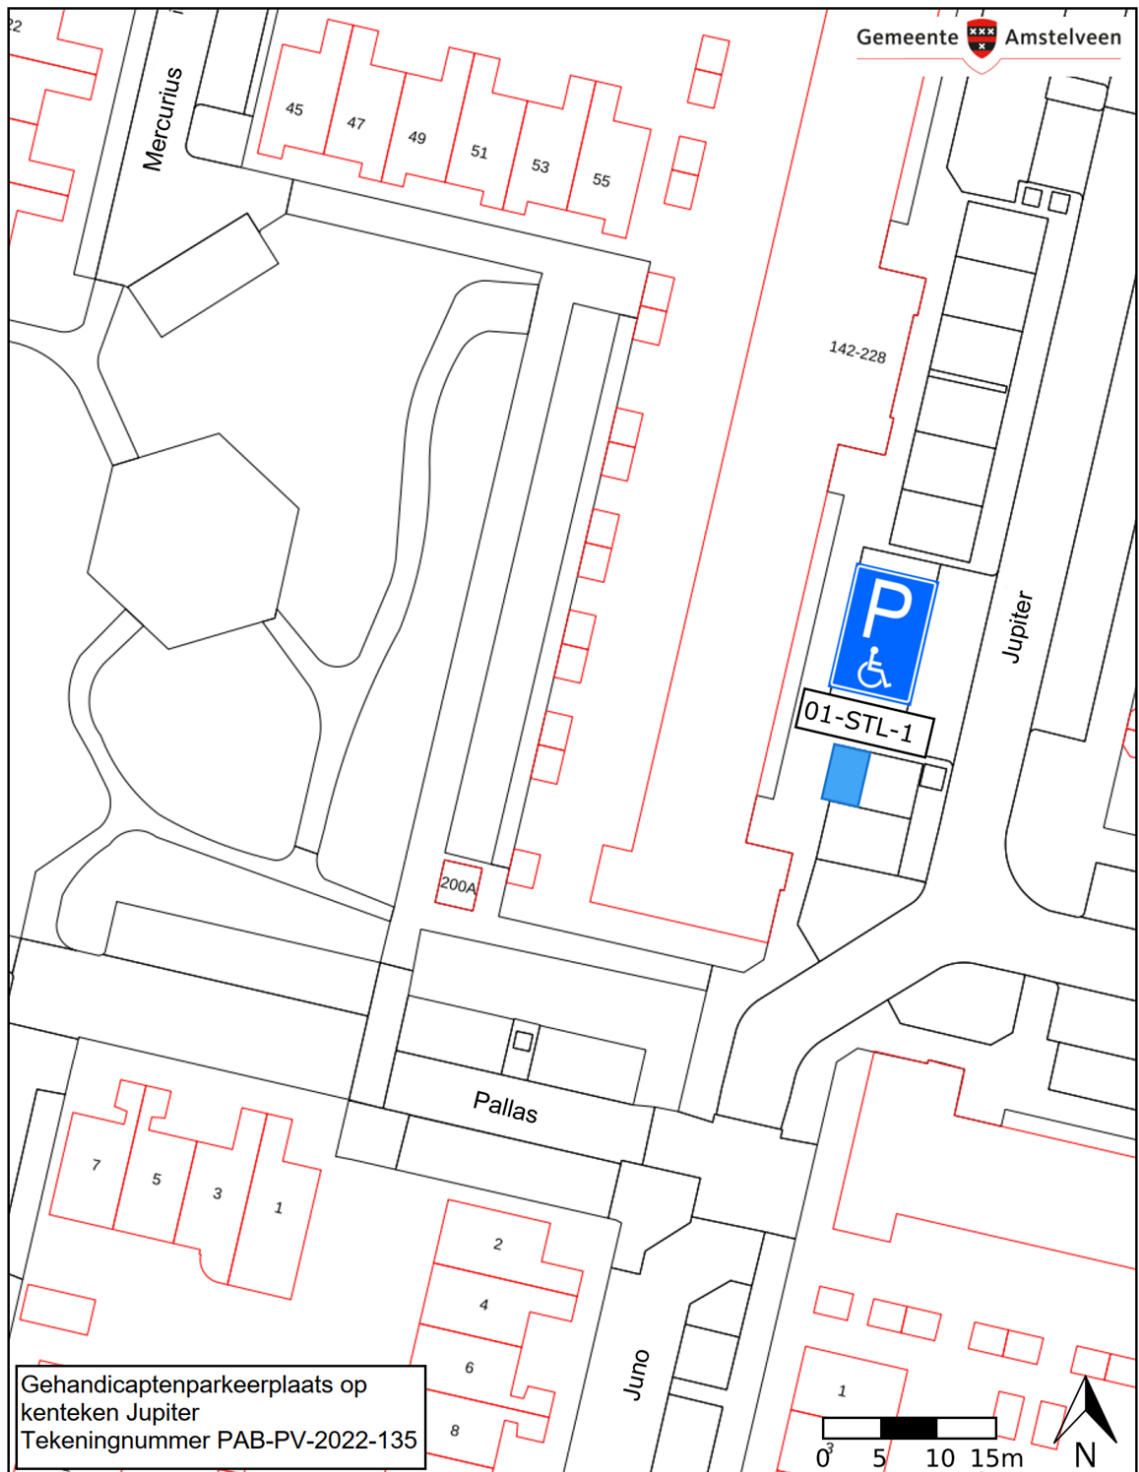 22
Mercurius
45
47
49
51
53
55
Gemeente Amstelveen
142-228
Jupiter
P
01-STL-1
200A
Pallas
7
5
3
1
2
4
6
8
Juno
1
3
Gehandicaptenparkeerplaats op
kenteken Jupiter
Tekeningnummer PAB-PV-2022-135
0 5 10 15m
N